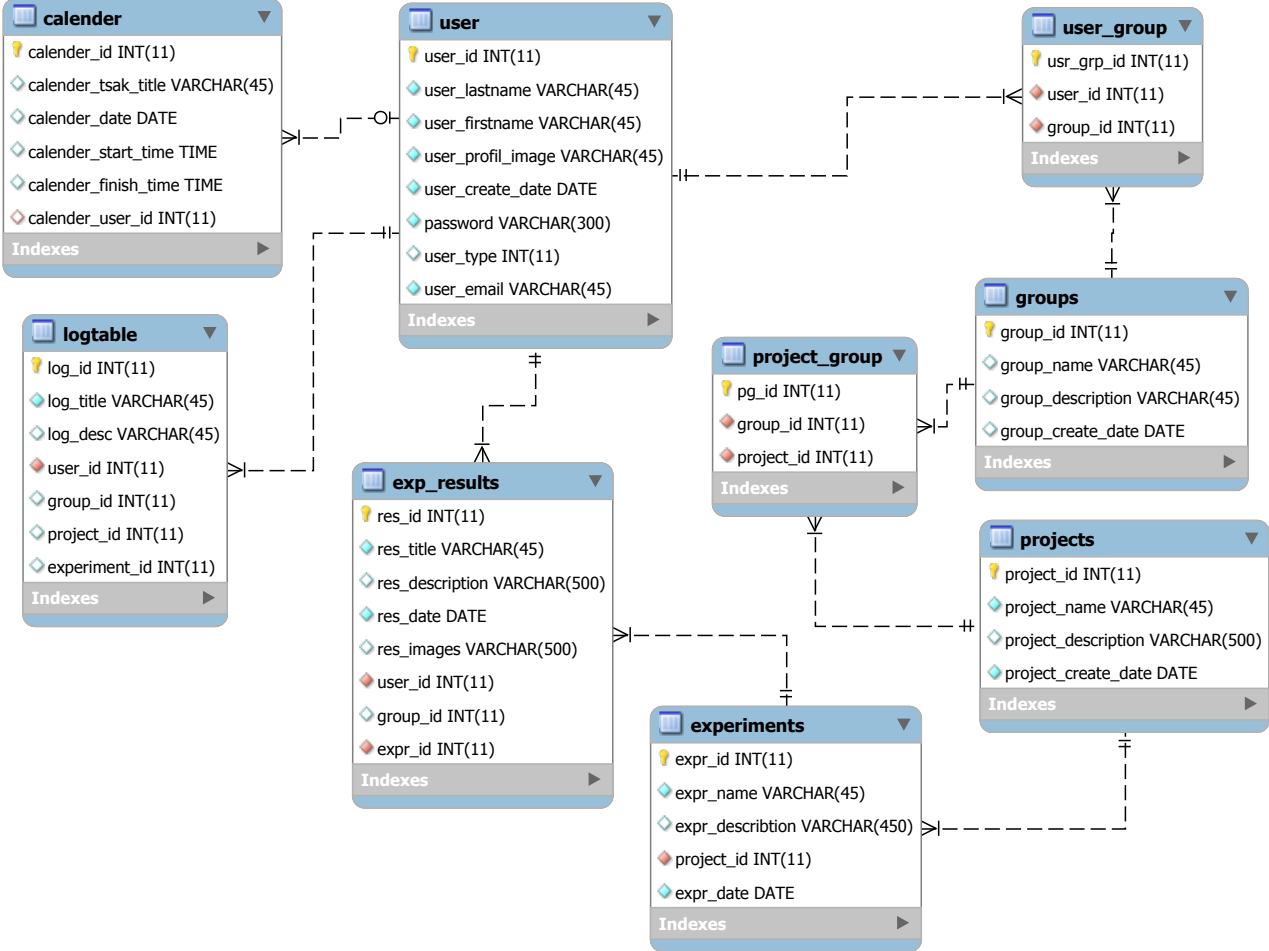 calender
calender_id INT(11)
calender_tsak_title VARCHAR(45)
calender_date DATE
calender_start_time TIME
calender_finish_time TIME
calender_user_id INT(11)
Indexes
user
user_id INT(11)
user_lastname VARCHAR(45)
user_firstname VARCHAR(45)
user_profil_image VARCHAR(45)
user_create_date DATE
password VARCHAR(300)
user_type INT(11)
user_email VARCHAR(45)
Indexes
user_group
usr_grp_id INT(11)
user_id INT(11)
group_id INT(11)
Indexes
logtable
log_id INT(11)
log_title VARCHAR(45)
log_desc VARCHAR(45)
user_id INT(11)
group_id INT(11)
project_id INT(11)
experiment_id INT(11)
Indexes
project_group
pg_id INT(11)
group_id INT(11)
project_id INT(11)
Indexes
groups
group_id INT(11)
group_name VARCHAR(45)
group_description VARCHAR(45)
group_create_date DATE
Indexes
exp_results
res_id INT(11)
res_title VARCHAR(45)
res_description VARCHAR(500)
res_date DATE
res_images VARCHAR(500)
user_id INT(11)
group_id INT(11)
expr_id INT(11)
Indexes
projects
project_id INT(11)
project_name VARCHAR(45)
project_description VARCHAR(500)
project_create_date DATE
Indexes
experiments
expr_id INT(11)
expr_name VARCHAR(45)
expr_describtion VARCHAR(450)
project_id INT(11)
expr_date DATE
Indexes